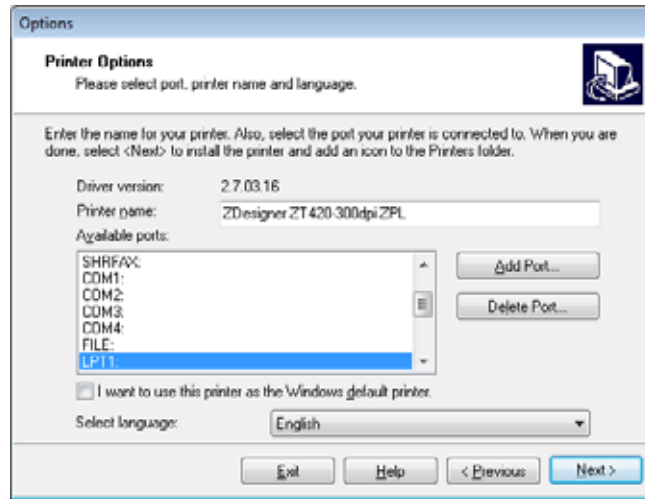 Options
Printer Options
Please select port, printer name and language.
Enter the name for your printer. Also, select the port your printer is connected to. When you are
done, select <Next> to install the printer and add an icon to the Printers folder.
Driver version: 2.7.03.16
Printer name: ZDesigner ZT420-300dpi ZPL
Available ports:
SHRFAX:
COM1:
COM2:
COM3:
COM4:
FILE:
LPT1:
Add Port...
Delete Port...
I want to use this printer as the Windows default printer.
Select language: English
Exit Help < Previous Next >